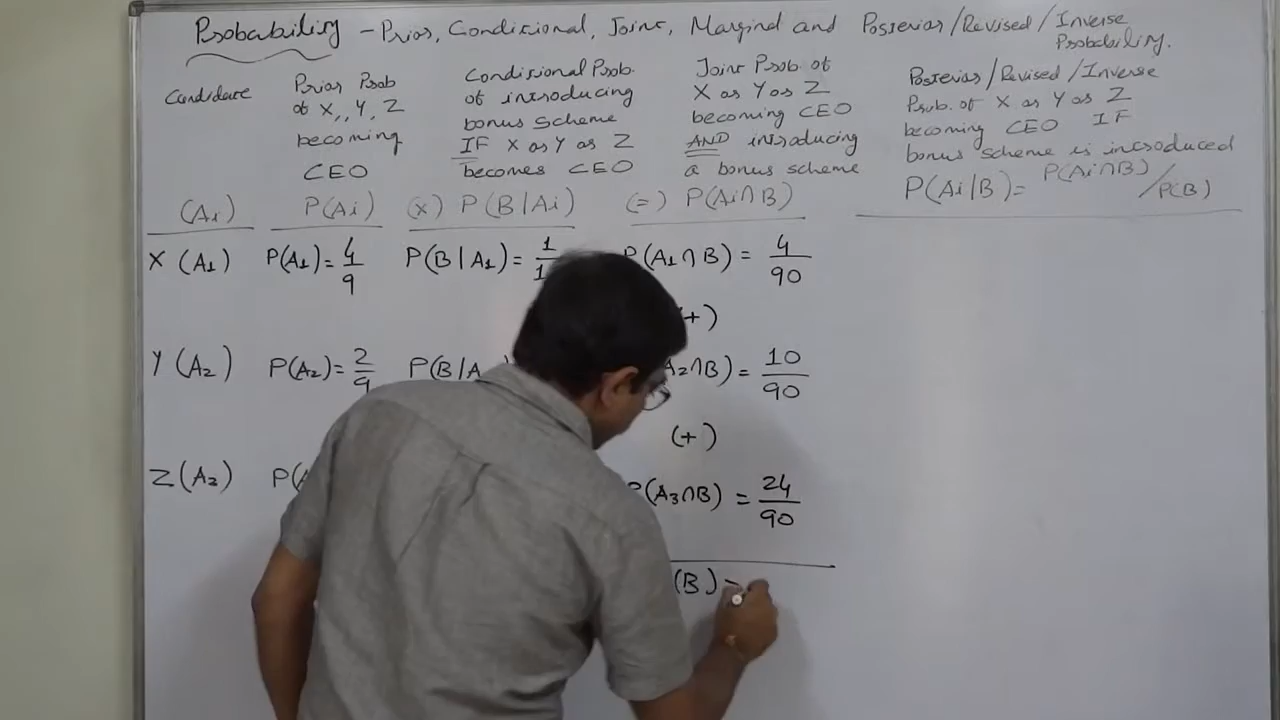 Probability - Prior, Conditional, Joint, Marginal and Posterior/Revised/Inverse Probability.
Candidate
Prior Prob
of X,, Y, Z
becoming
CEO
Conditional Prob.
of introducing
bonus scheme
IF X or Y or Z
becomes CEO
Joint Prob. of
X or Y or Z
becoming CEO
AND introducing
a bonus scheme
Posterior/Revised/Inverse
Prob. of X or Y or Z
becoming CEO IF
bonus scheme is introduced
P(Ai|B) = P(Ai∩B)/P(B)
(Ai) P(Ai) (x) P(B|Ai) (=) P(Ai∩B)
X (A1) P(A1) = 4/9 P(B|A1) = 1/1 P(A1∩B) = 4/90
(+)
Y (A2) P(A2) = 2/9 P(B|A A2∩B) = 10/90
(+)
Z (A2) P(A P(A3∩B) = 24/90
(B) =